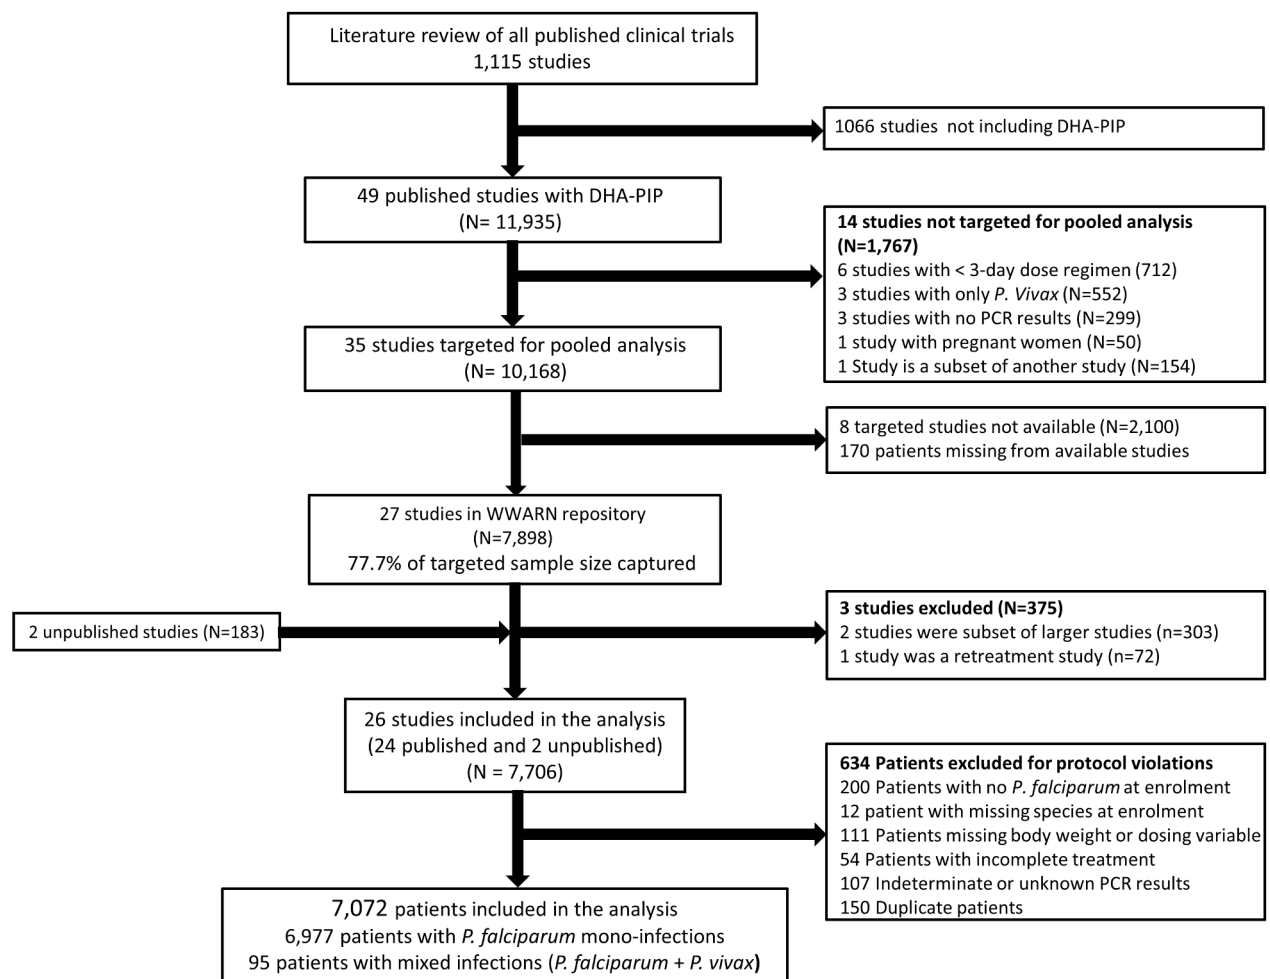 Literature review of all published clinical trials
1,115 studies
1066 studies  not including DHA-PIP
49 published studies with DHA-PIP
(N= 11,935)
14 studies not targeted for pooled analysis
(N=1,767)
6 studies with < 3-day dose regimen (712)
3 studies with only P. Vivax (N=552)
3 studies with no PCR results (N=299)
1 study with pregnant women (N=50)
1 Study is a subset of another study (N=154)
35 studies targeted for pooled analysis
(N= 10,168)
8 targeted studies not available (N=2,100)
170 patients missing from available studies
27 studies in WWARN repository
(N=7,898)
77.7% of targeted sample size captured
2 unpublished studies (N=183)
3 studies excluded (N=375)
2 studies were subset of larger studies (n=303)
1 study was a retreatment study (n=72)
26 studies included in the analysis
(24 published and 2 unpublished)
(N = 7,706)
634 Patients excluded for protocol violations
200 Patients with no P. falciparum at enrolment
12 patient with missing species at enrolment
111 Patients missing body weight or dosing variable
54 Patients with incomplete treatment
107 Indeterminate or unknown PCR results
150 Duplicate patients
7,072 patients included in the analysis
6,977 patients with P. falciparum mono-infections
95 patients with mixed infections (P. falciparum + P. vivax)